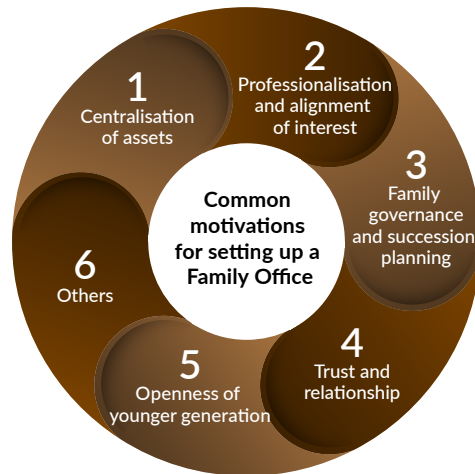 Common
motivations
for setting up a
Family Office
1
Centralisation
of assets
2
Professionalisation
and alignment
of interest
3
Family
governance
and succession
planning
4
Trust and
relationship
5
Openness of
younger generation
6
Others